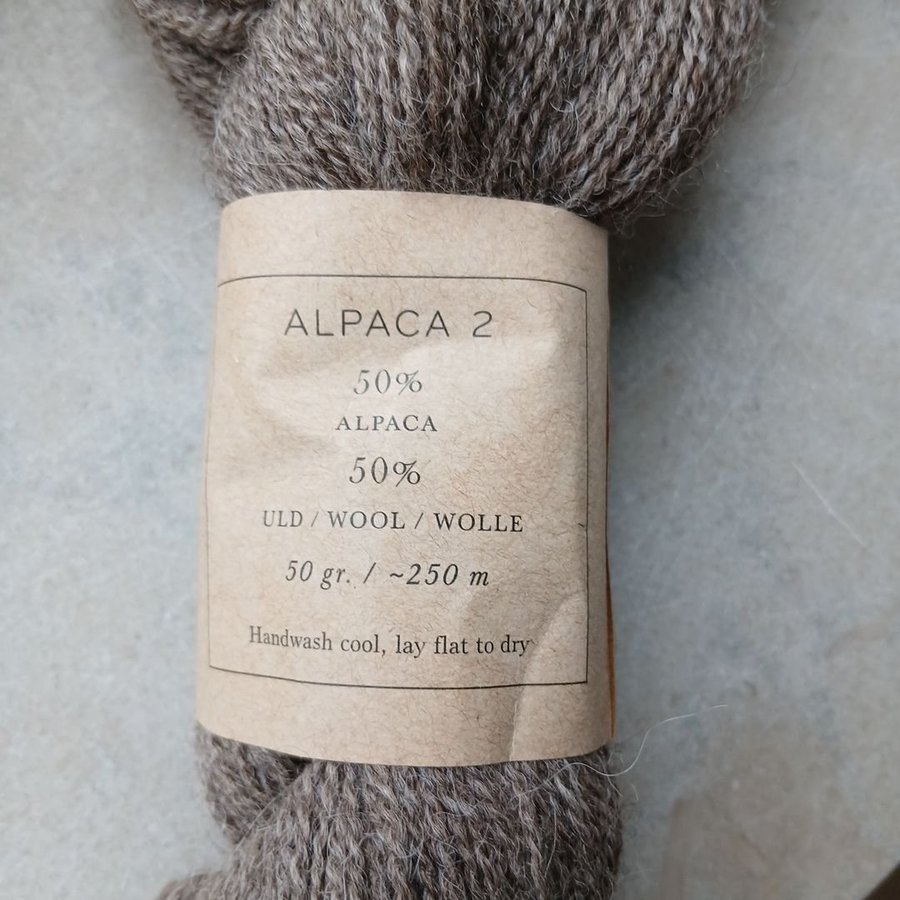 ALPACA 2
50%
ALPACA
50%
ULD / WOOL / WOLLE
50 gr. / ~250 m
Handwash cool, lay flat to dry